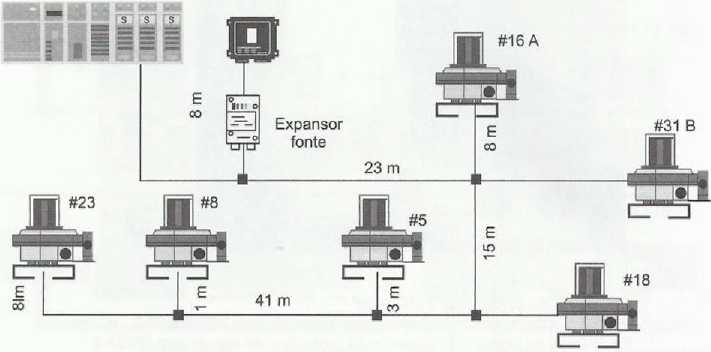 S S S
#16 A
8 m
Expansor
fonte
8 m
#31 B
23 m
#23
#8
#5
15 m
#18
8lm
1 m
41 m
3 m